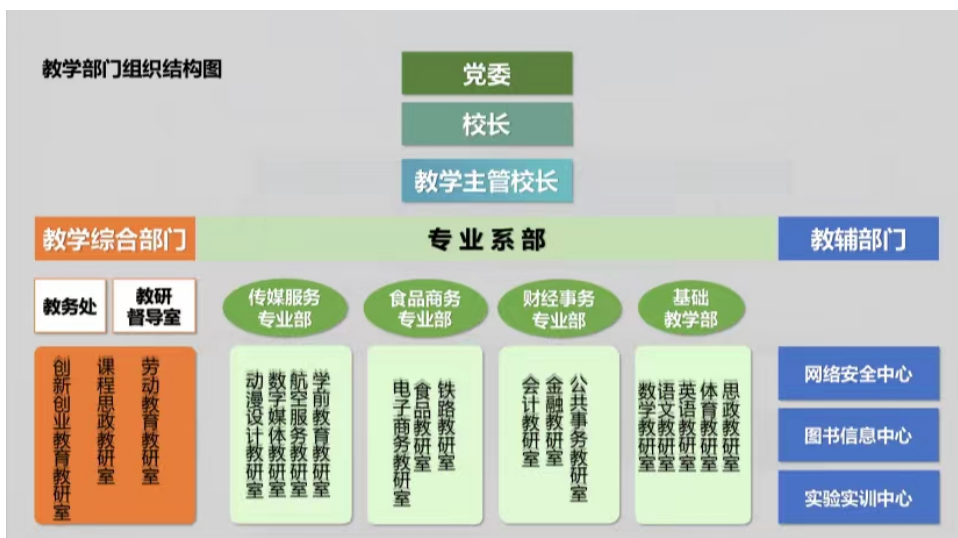 教学部门组织结构图
党委
校长
教学主管校长
教学综合部门
专业系部
教辅部门
教务处
教研
督导室
传媒服务
专业部
食品商务
专业部
财经事务
专业部
基础
教学部
创新创业教育教研室
课程思政教研室
劳动教育教研室
动漫设计教研室
数字媒体教研室
航空服务教研室
学前教育教研室
电子商务教研室
食品教研室
铁路教研室
会计教研室
金融教研室
公共事务教研室
数学教研室
语文教研室
英语教研室
体育教研室
思政教研室
网络安全中心
图书信息中心
实验实训中心